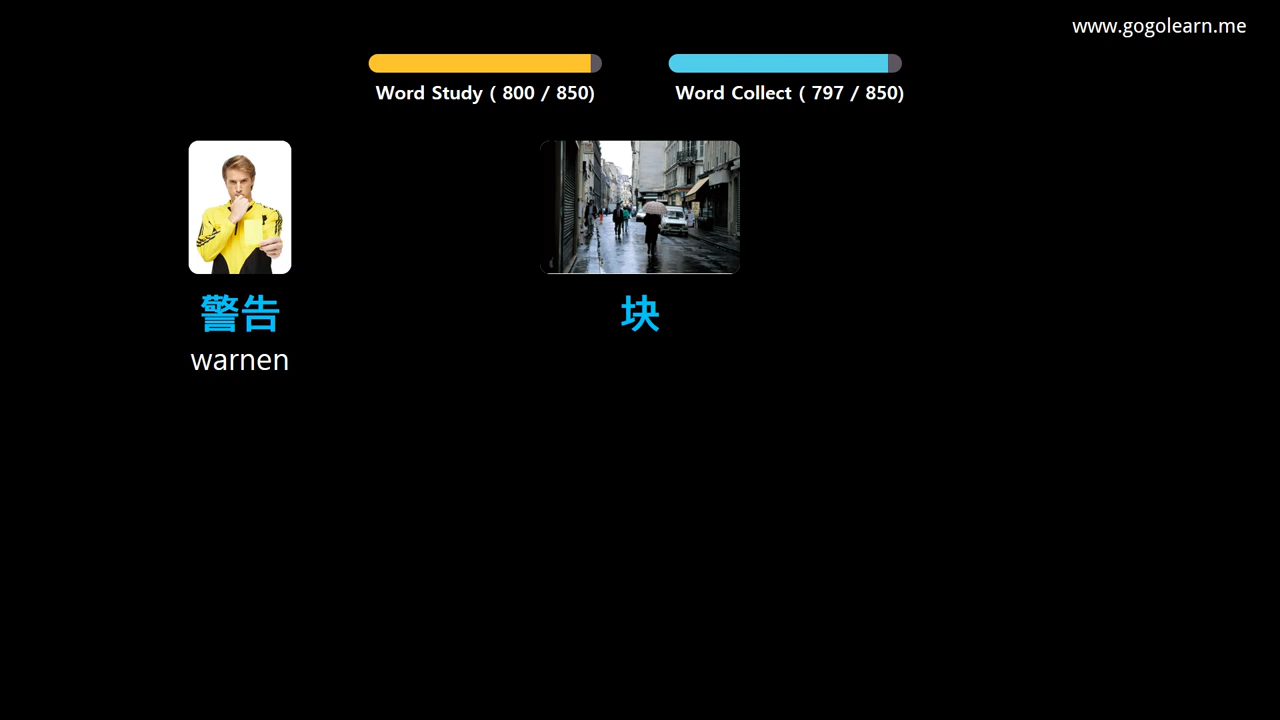 www.gogolearn.me
Word Study ( 800 / 850)
Word Collect ( 797 / 850)
警告
块
warnen